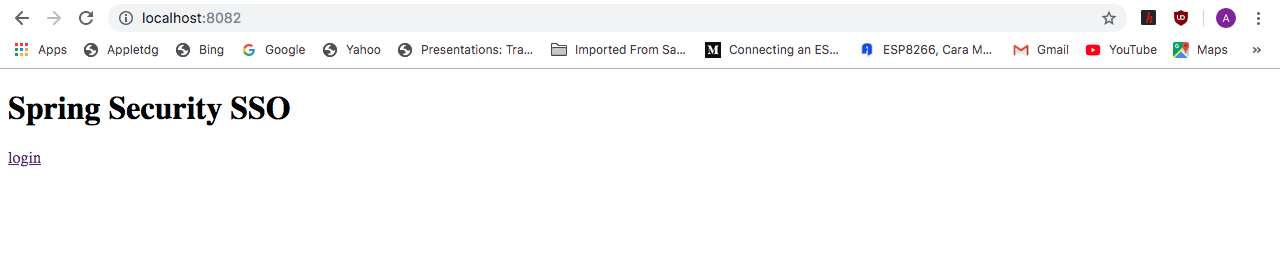 localhost:8082
Apps Appletdg Bing Google Yahoo Presentations: Tra... Imported From Sa... Connecting an ES... ESP8266, Cara M... Gmail YouTube Maps »
Spring Security SSO
login